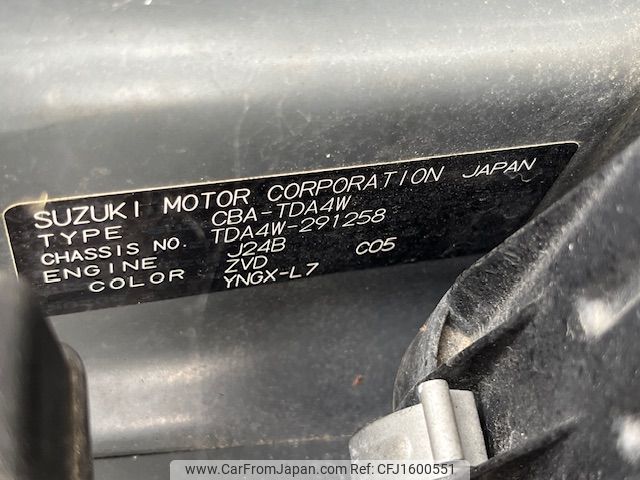 SUZUKI MOTOR CORPORATION JAPAN
TYPE CBA-TDA4W
CHASSIS NO. TDA4W-291258
ENGINE J24B C05
COLOR ZVD
YNGX-L7
www.CarFromJapan.com CFJ1600551